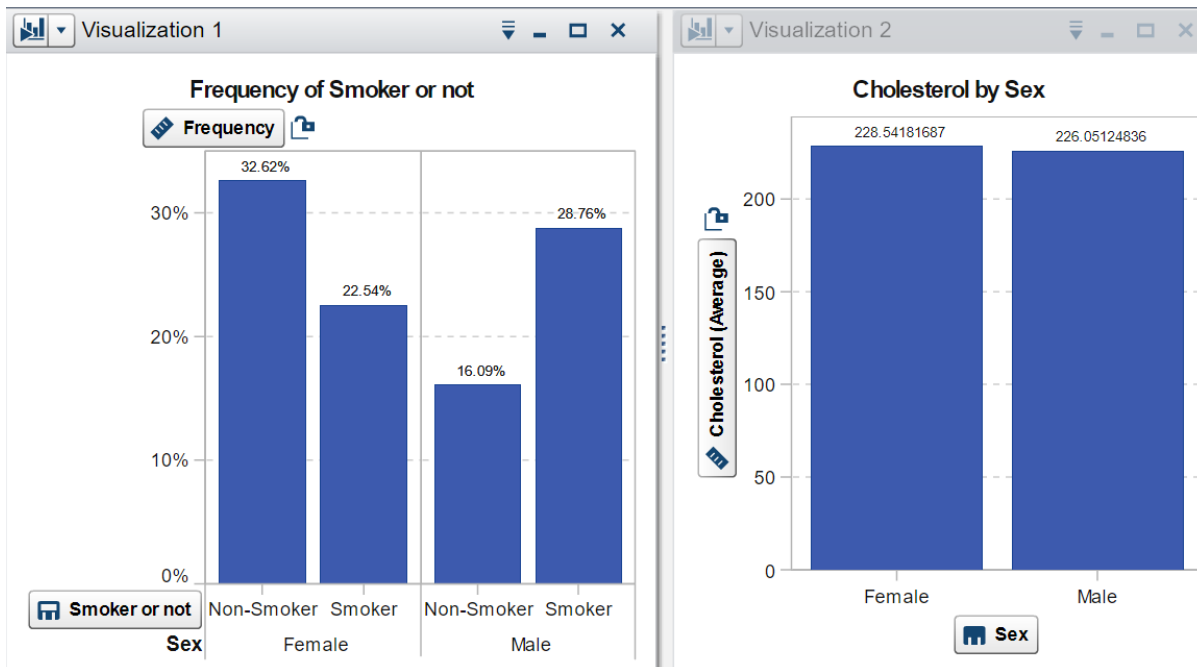 Visualization 1
Frequency of Smoker or not
Frequency
32.62%
30%
28.76%
22.54%
20%
16.09%
10%
0%
Smoker or not
Non-Smoker Smoker Non-Smoker Smoker
Sex Female Male
Visualization 2
Cholesterol by Sex
228.54181687 226.05124836
200
Cholesterol (Average)
150
100
50
0
Female Male
Sex